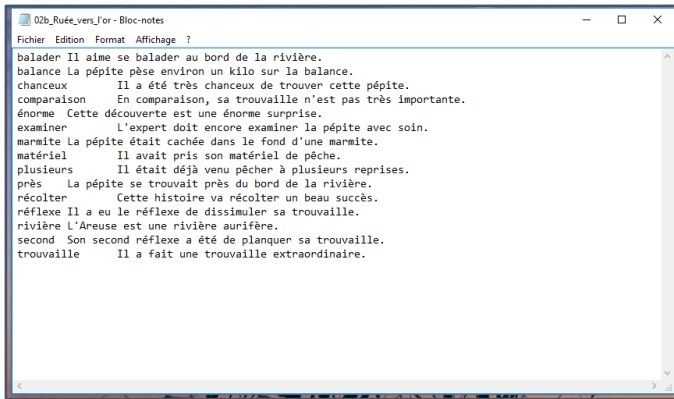 02b_Ruée_vers_l'or - Bloc-notes
Fichier Edition Format Affichage ?
balader Il aime se balader au bord de la rivière.
balance La pépite pèse environ un kilo sur la balance.
chanceux Il a été très chanceux de trouver cette pépite.
comparaison En comparaison, sa trouvaille n'est pas très importante.
énorme Cette découverte est une énorme surprise.
examiner L'expert doit encore examiner la pépite avec soin.
marmite La pépite était cachée dans le fond d'une marmite.
matériel Il avait pris son matériel de pêche.
plusieurs Il était déjà venu pêcher à plusieurs reprises.
près La pépite se trouvait près du bord de la rivière.
récolter Cette histoire va récolter un beau succès.
réflexe Il a eu le réflexe de dissimuler sa trouvaille.
rivière L'Areuse est une rivière aurifère.
second Son second réflexe a été de planquer sa trouvaille.
trouvaille Il a fait une trouvaille extraordinaire.